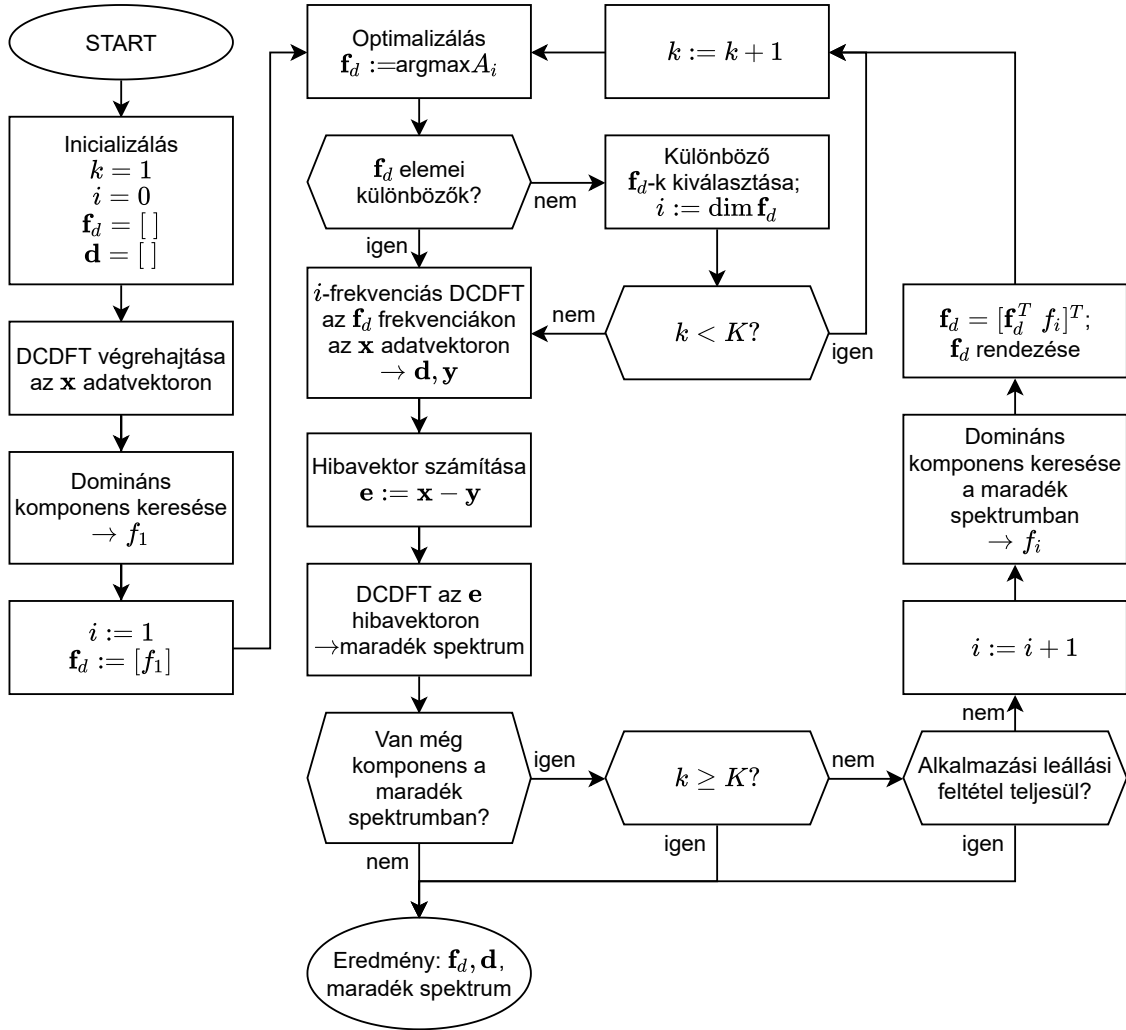 START
Inicializálás
k = 1
i = 0
f_d = [ ]
d = [ ]
DCDFT végrehajtása
az x adatvektoron
Domináns
komponens keresése
→ f_1
i := 1
f_d := [f_1]
Optimalizálás
f_d :=argmaxA_i
f_d elemei
különbözők?
nem
igen
Különböző
f_d-k kiválasztása;
i := dim f_d
k < K?
nem
igen
k := k + 1
i-frekvenciás DCDFT
az f_d frekvenciákon
az x adatvektoron
→ d, y
Hibavektor számítása
e := x − y
DCDFT az e
hibavektoron
→maradék spektrum
Van még
komponens a
maradék
spektrumban?
igen
nem
k ≥ K?
nem
igen
Alkalmazási leállási
feltétel teljesül?
nem
igen
i := i + 1
Domináns
komponens keresése
a maradék
spektrumban
→ f_i
f_d = [f_d^T f_i]^T;
f_d rendezése
Eredmény: f_d, d,
maradék spektrum